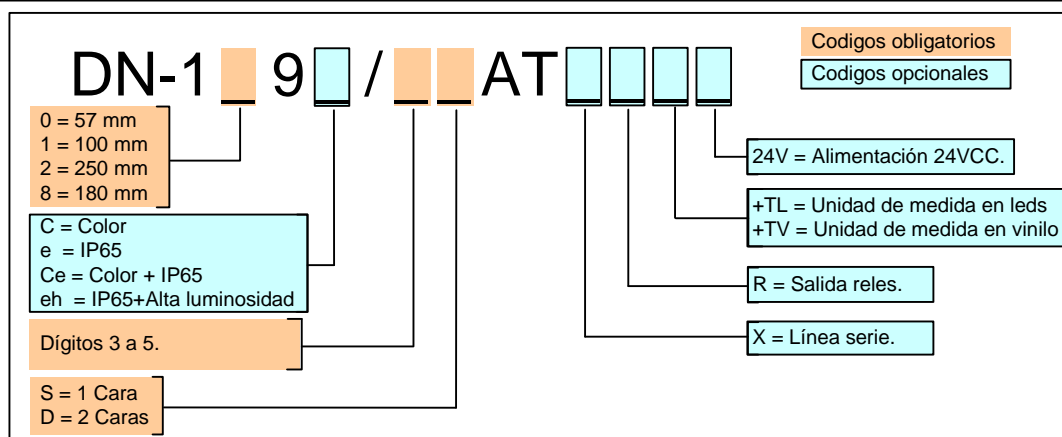 DN-1_ 9_ / _ _ AT _ _ _ _
Codigos obligatorios
Codigos opcionales
0 = 57 mm
1 = 100 mm
2 = 250 mm
8 = 180 mm
C = Color
e = IP65
Ce = Color + IP65
eh = IP65+Alta luminosidad
Dígitos 3 a 5.
S = 1 Cara
D = 2 Caras
24V = Alimentación 24VCC.
+TL = Unidad de medida en leds
+TV = Unidad de medida en vinilo
R = Salida reles.
X = Línea serie.